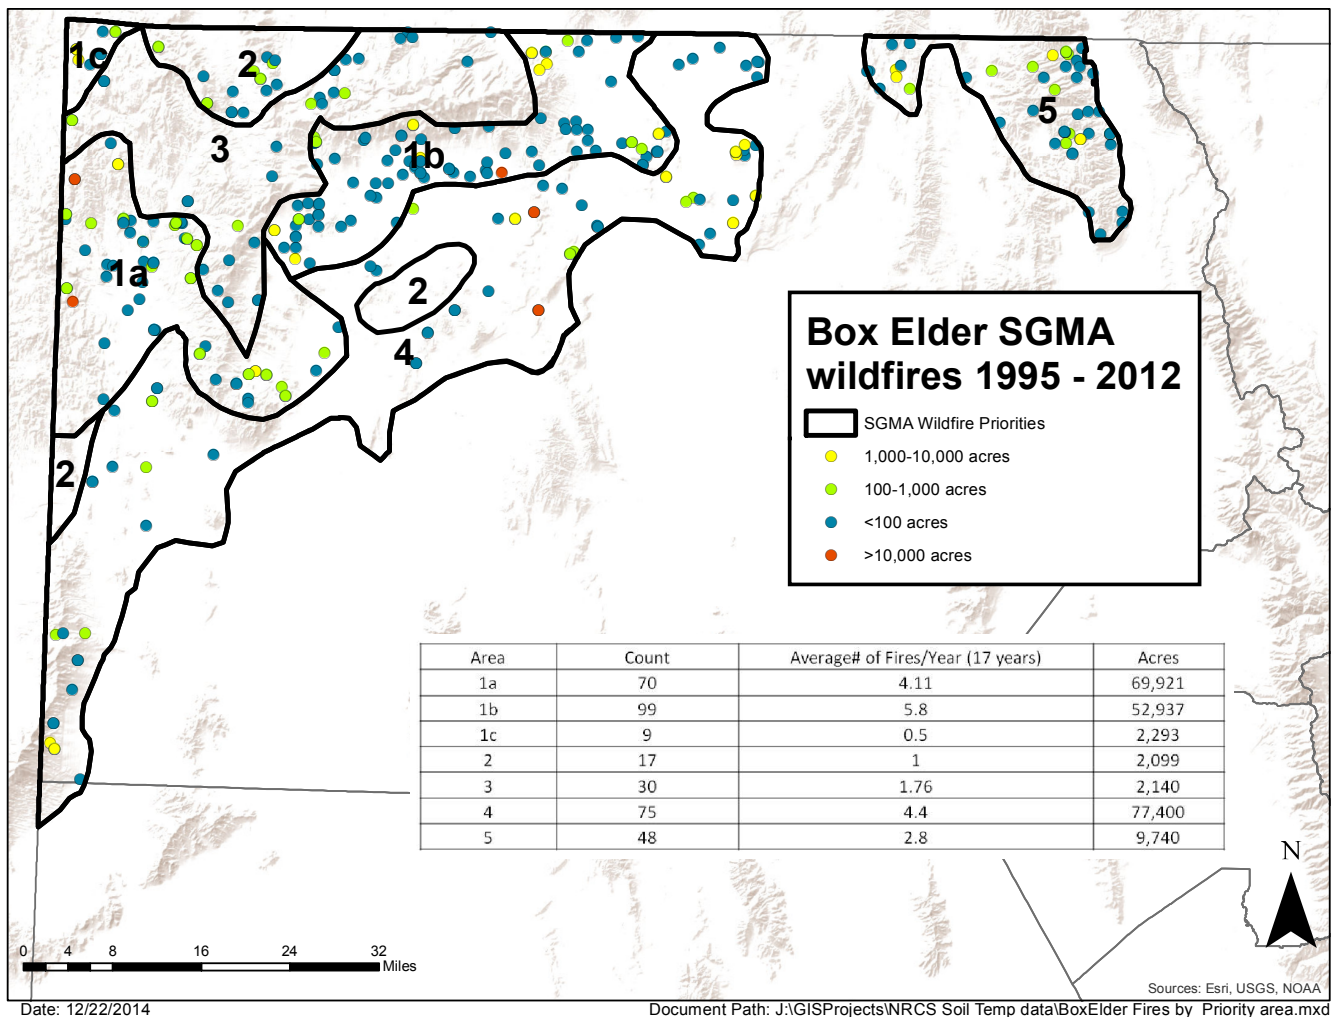 1c
2
3
1b
5
1a
2
4
2
Box Elder SGMA
wildfires 1995 - 2012
SGMA Wildfire Priorities
1,000-10,000 acres
100-1,000 acres
<100 acres
>10,000 acres
Area Count Average# of Fires/Year (17 years) Acres
1a 70 4.11 69,921
1b 99 5.8 52,937
1c 9 0.5 2,293
2 17 1 2,099
3 30 1.76 2,140
4 75 4.4 77,400
5 48 2.8 9,740
N
0 4 8 16 24 32
Miles
Sources: Esri, USGS, NOAA
Date: 12/22/2014
Document Path: J:\GISProjects\NRCS Soil Temp data\BoxElder Fires by_Priority area.mxd